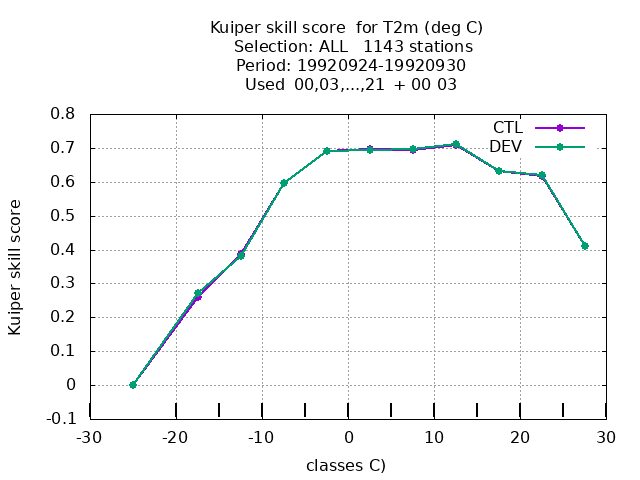 Kuiper skill score  for T2m (deg C)
Selection: ALL   1143 stations
Period: 19920924-19920930
Used  00,03,...,21  + 00 03
CTL
DEV
0.8
0.7
0.6
0.5
0.4
0.3
0.2
0.1
0
-0.1
Kuiper skill score
-30
-20
-10
0
10
20
30
classes C)